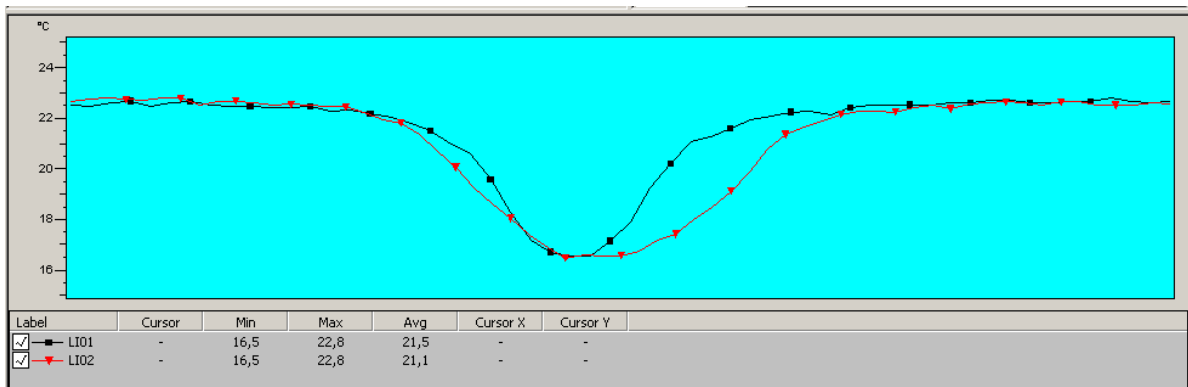 °C
24
22
20
18
16
Label Cursor Min Max Avg Cursor X Cursor Y
LI01 - 16,5 22,8 21,5 - -
LI02 - 16,5 22,8 21,1 - -